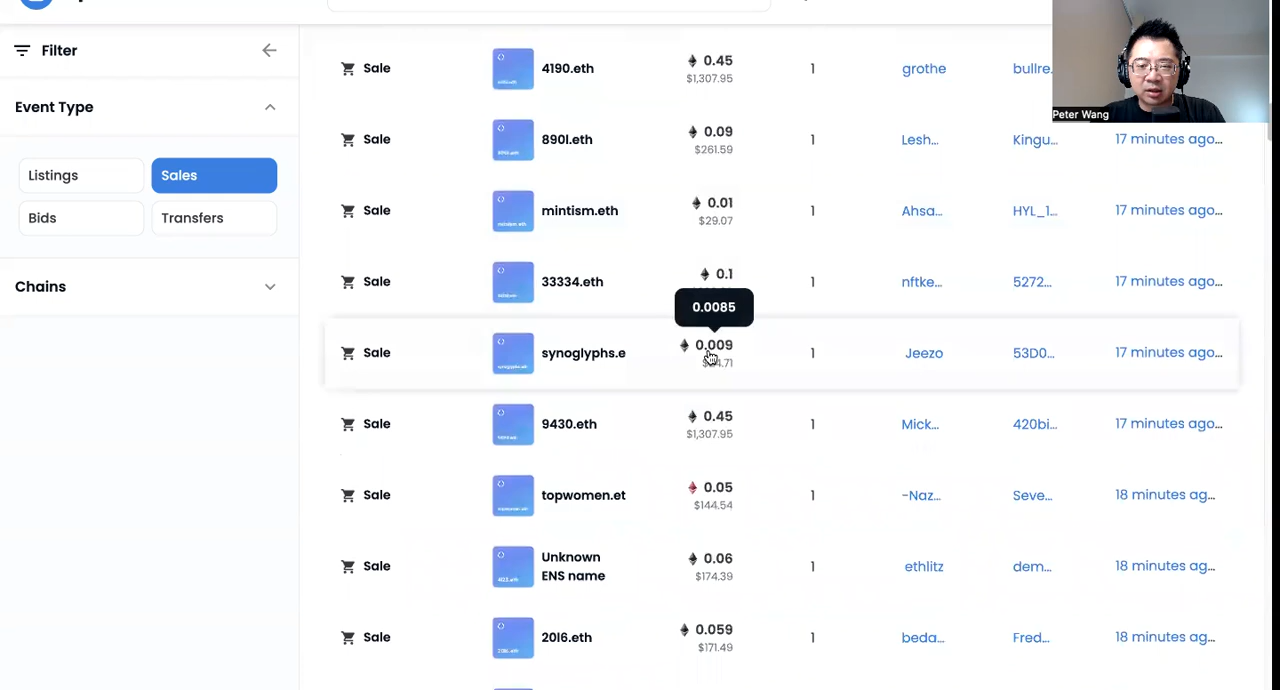 Filter
Event Type
Listings
Sales
Bids
Transfers
Chains
Sale 4190.eth 0.45 1 grothe bullre.
$1,307.95
Peter Wang
Sale 890l.eth 0.09 1 Lesh... Kingu... 17 minutes ago...
$261.59
Sale mintism.eth 0.01 1 Ahsa... HYL_1... 17 minutes ago...
$29.07
Sale 33334.eth 0.1 1 nftke... 5272... 17 minutes ago...
0.0085
Sale synoglyphs.e 0.009 1 Jeezo 53D0... 17 minutes ago...
Sale 9430.eth 0.45 1 Mick... 420bi... 17 minutes ago...
$1,307.95
Sale topwomen.et 0.05 1 -Naz... Seve... 18 minutes ag...
$144.54
Sale Unknown ENS name 0.06 1 ethlitz dem... 18 minutes ag...
$174.39
Sale 20l6.eth 0.059 1 beda... Fred... 18 minutes ag...
$171.49